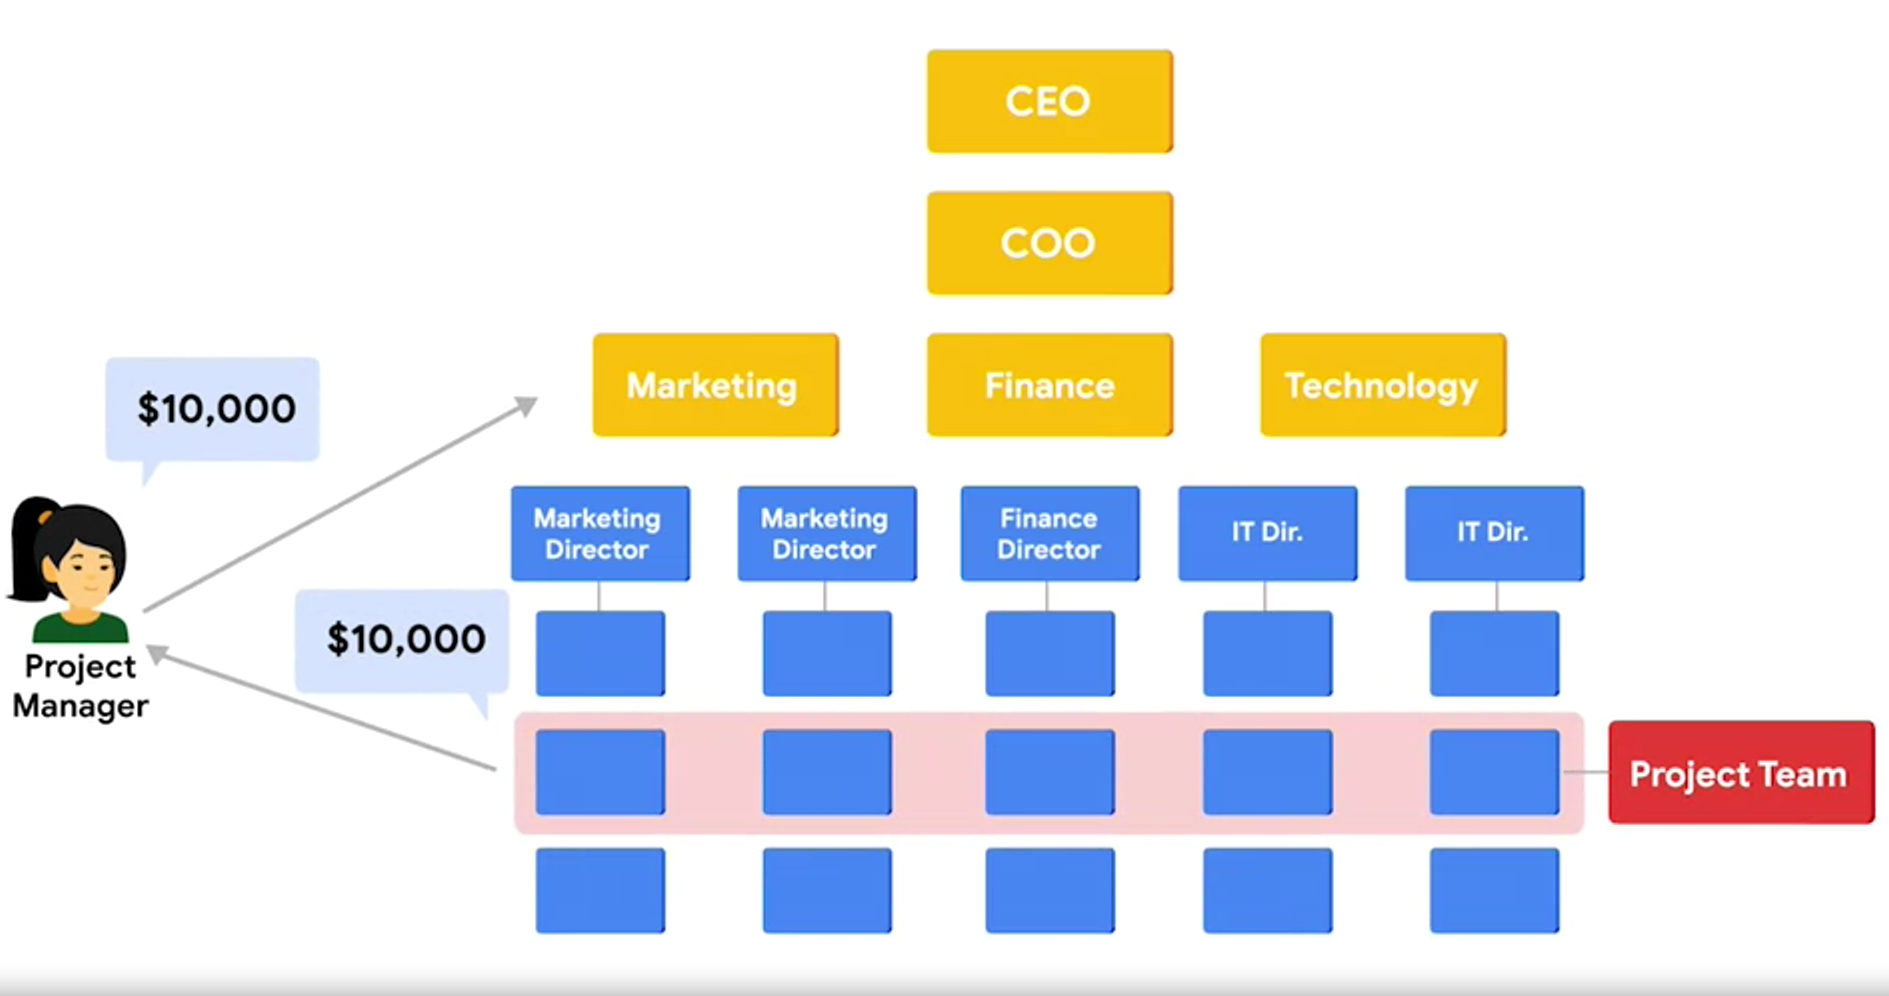 CEO
COO
Marketing
Finance
Technology
$10,000
Marketing
Director
Marketing
Director
Finance
Director
IT Dir.
IT Dir.
$10,000
Project
Manager
Project Team